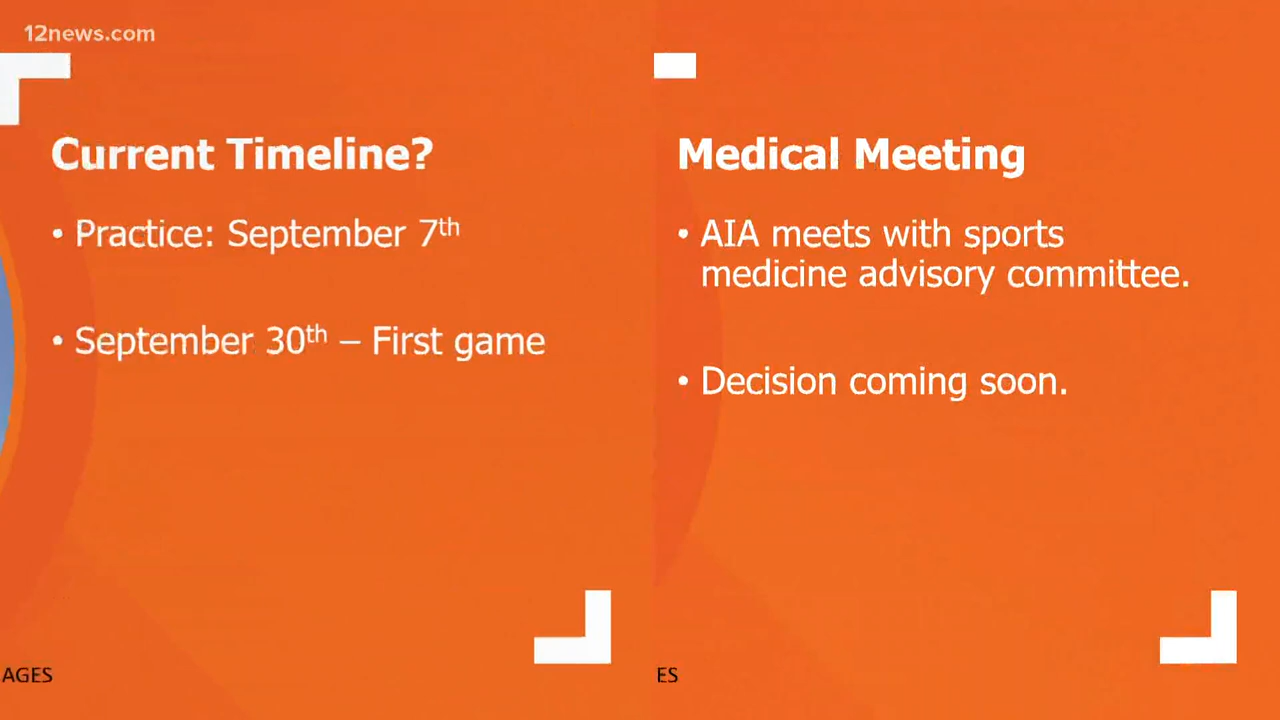 12news.com
Current Timeline?
• Practice: September 7th
• September 30th – First game
AGES
Medical Meeting
• AIA meets with sports
medicine advisory committee.
• Decision coming soon.
ES